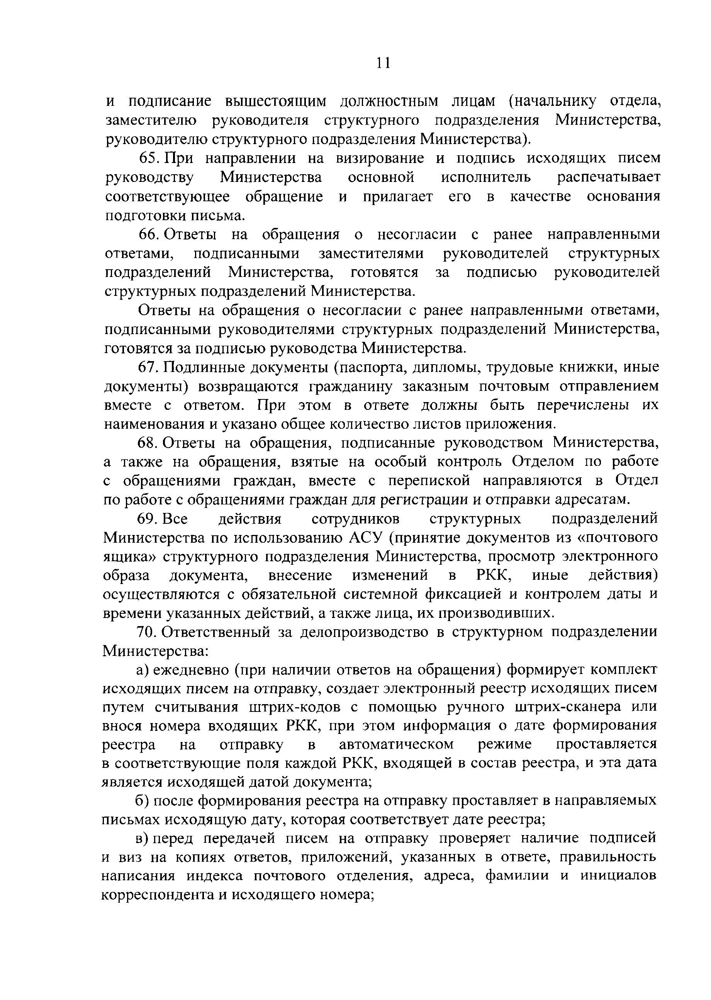 11
и подписание вышестоящим должностным лицам (начальнику отдела,
заместителю руководителя структурного подразделения Министерства,
руководителю структурного подразделения Министерства).
65. При направлении на визирование и подпись исходящих писем
руководству Министерства основной исполнитель распечатывает
соответствующее обращение и прилагает его в качестве основания
подготовки письма.
66. Ответы на обращения о несогласии с ранее направленными
ответами, подписанными заместителями руководителей структурных
подразделений Министерства, готовятся за подписью руководителей
структурных подразделений Министерства.
Ответы на обращения о несогласии с ранее направленными ответами,
подписанными руководителями структурных подразделений Министерства,
готовятся за подписью руководства Министерства.
67. Подлинные документы (паспорта, дипломы, трудовые книжки, иные
документы) возвращаются гражданину заказным почтовым отправлением
вместе с ответом. При этом в ответе должны быть перечислены их
наименования и указано общее количество листов приложения.
68. Ответы на обращения, подписанные руководством Министерства,
а также на обращения, взятые на особый контроль Отделом по работе
с обращениями граждан, вместе с перепиской направляются в Отдел
по работе с обращениями граждан для регистрации и отправки адресатам.
69. Все действия сотрудников структурных подразделений
Министерства по использованию АСУ (принятие документов из «почтового
ящика» структурного подразделения Министерства, просмотр электронного
образа документа, внесение изменений в РКК, иные действия)
осуществляются с обязательной системной фиксацией и контролем даты и
времени указанных действий, а также лица, их производивших.
70. Ответственный за делопроизводство в структурном подразделении
Министерства:
а) ежедневно (при наличии ответов на обращения) формирует комплект
исходящих писем на отправку, создает электронный реестр исходящих писем
путем считывания штрих-кодов с помощью ручного штрих-сканера или
внося номера входящих РКК, при этом информация о дате формирования
реестра на отправку в автоматическом режиме проставляется
в соответствующие поля каждой РКК, входящей в состав реестра, и эта дата
является исходящей датой документа;
б) после формирования реестра на отправку проставляет в направляемых
письмах исходящую дату, которая соответствует дате реестра;
в) перед передачей писем на отправку проверяет наличие подписей
и виз на копиях ответов, приложений, указанных в ответе, правильность
написания индекса почтового отделения, адреса, фамилии и инициалов
корреспондента и исходящего номера;